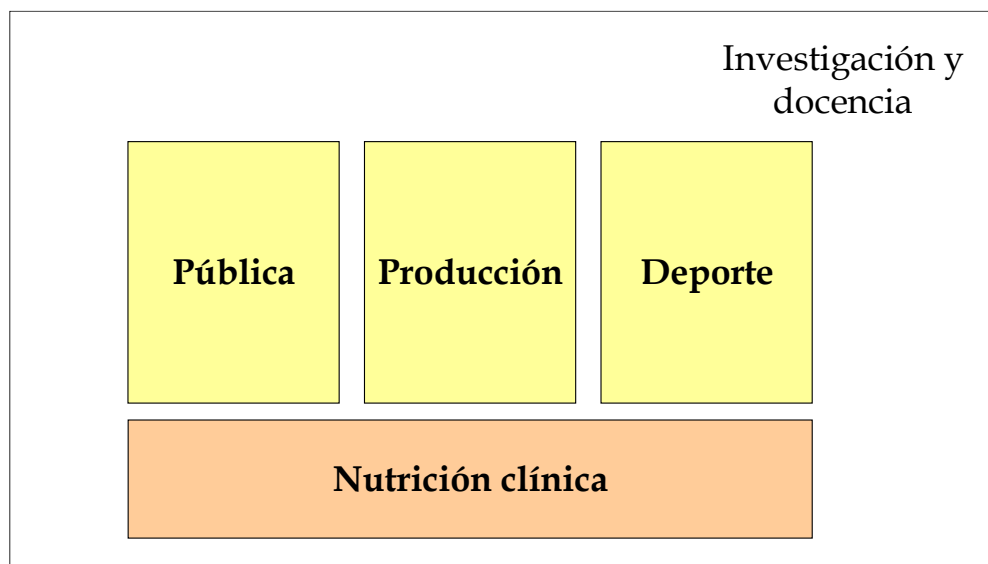 Investigación y
docencia
Pública
Producción
Deporte
Nutrición clínica